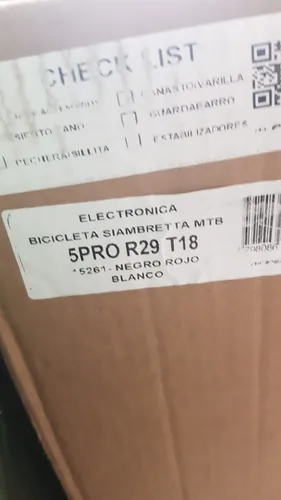 CHECK LIST
CANASTO/VARILLA
GUARDABARRO
ESTABILIZADORES
PECHERA/SILLITA
ELECTRONICA
BICICLETA SIAMBRETTA MTB
5PRO R29 T18
*5261- NEGRO ROJO
BLANCO